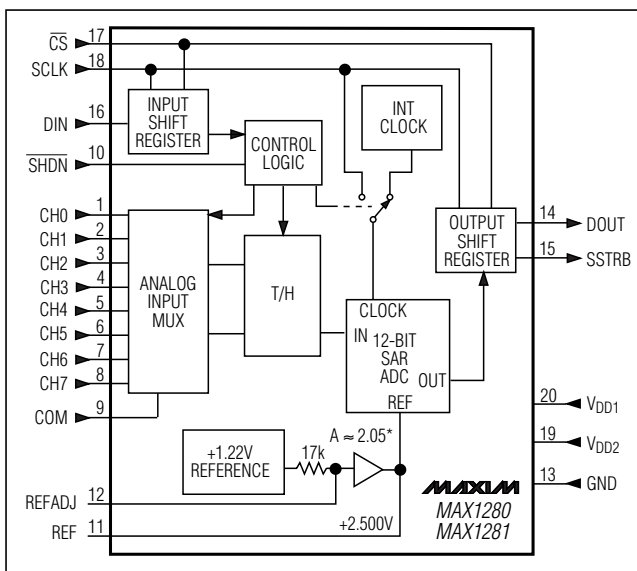 CS 17
SCLK 18
DIN 16
SHDN 10
CH0 1
CH1 2
CH2 3
CH3 4
CH4 5
CH5 6
CH6 7
CH7 8
COM 9
REFADJ 12
REF 11
INPUT
SHIFT
REGISTER
CONTROL
LOGIC
INT
CLOCK
ANALOG
INPUT
MUX
T/H
CLOCK
IN
12-BIT
SAR
ADC
OUT
REF
OUTPUT
SHIFT
REGISTER
14 DOUT
15 SSTRB
20 VDD1
19 VDD2
13 GND
+1.22V
REFERENCE
17k
A ≈ 2.05*
+2.500V
MAXIM
MAX1280
MAX1281